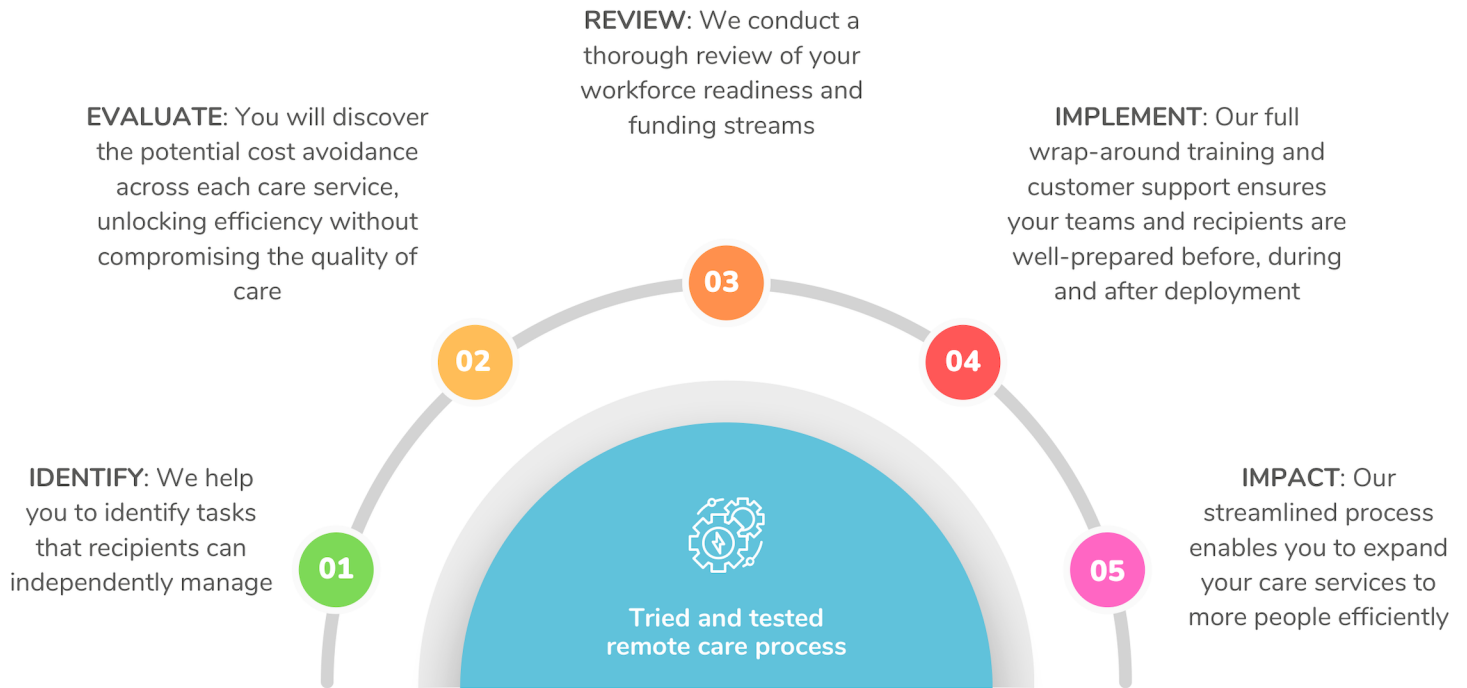 IDENTIFY: We help
you to identify tasks
that recipients can
independently manage
01
EVALUATE: You will discover
the potential cost avoidance
across each care service,
unlocking efficiency without
compromising the quality of
care
02
REVIEW: We conduct a
thorough review of your
workforce readiness and
funding streams
03
IMPLEMENT: Our full
wrap-around training and
customer support ensures
your teams and recipients are
well-prepared before, during
and after deployment
04
IMPACT: Our
streamlined process
enables you to expand
your care services to
more people efficiently
05
Tried and tested
remote care process